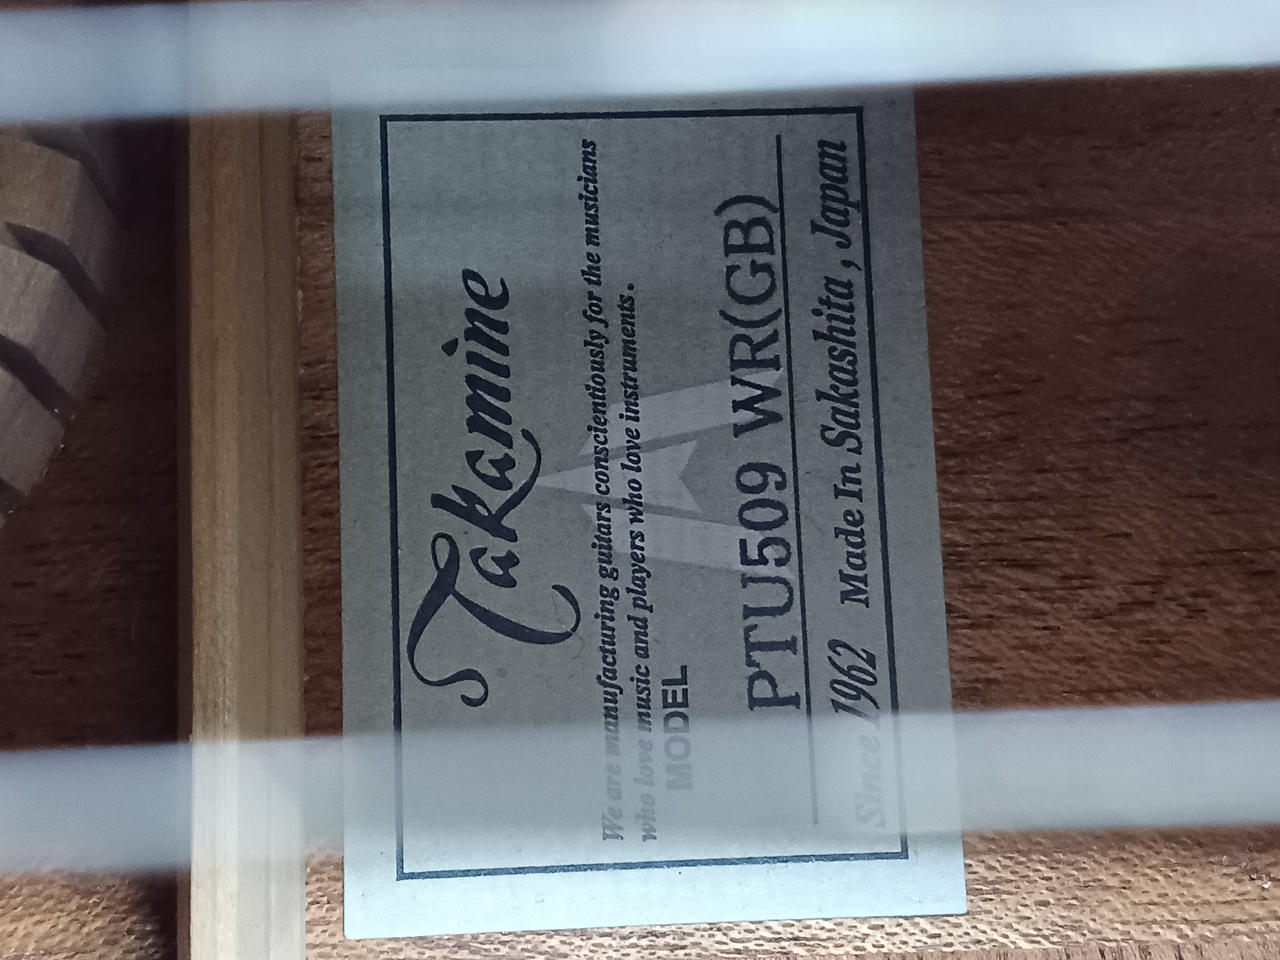 Takamine
We are manufacturing guitars conscientiously for the musicians
who love music and players who love instruments.
MODEL
PTU509 WR(GB)
Since 1962 Made In Sakashita , Japan